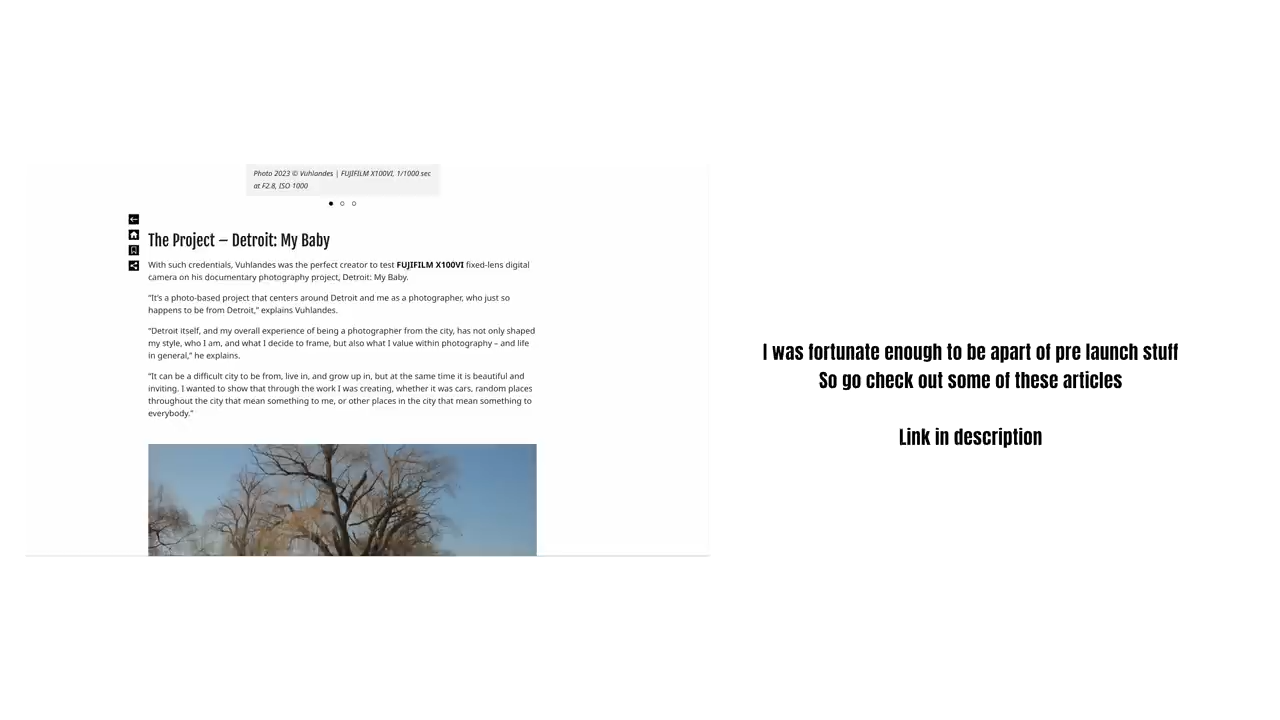 Photo 2023 © Vuhlandes | FUJIFILM X100VI, 1/1000 sec
at F2.8, ISO 1000
The Project – Detroit: My Baby
With such credentials, Vuhlandes was the perfect creator to test FUJIFILM X100VI fixed-lens digital
camera on his documentary photography project, Detroit: My Baby.
“It’s a photo-based project that centers around Detroit and me as a photographer, who just so
happens to be from Detroit,” explains Vuhlandes.
“Detroit itself, and my overall experience of being a photographer from the city, has not only shaped
my style, who I am, and what I decide to frame, but also what I value within photography – and life
in general,” he explains.
“It can be a difficult city to be from, live in, and grow up in, but at the same time it is beautiful and
inviting. I wanted to show that through the work I was creating, whether it was cars, random places
throughout the city that mean something to me, or other places in the city that mean something to
everybody.”
I was fortunate enough to be apart of pre launch stuff
So go check out some of these articles
Link in description